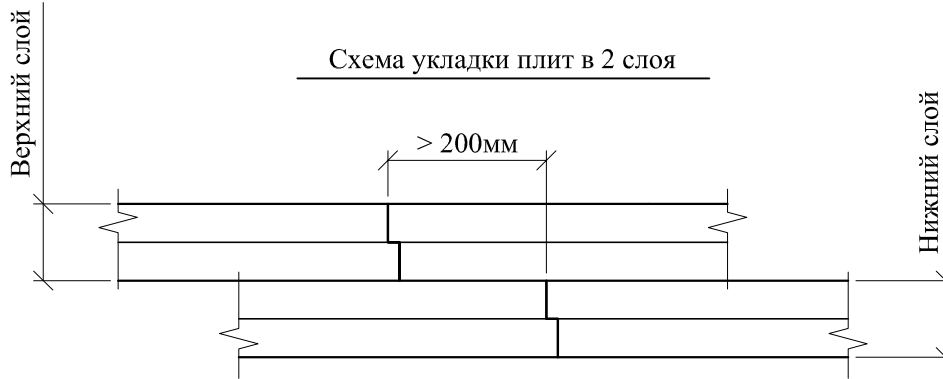 Схема укладки плит в 2 слоя
Верхний слой
> 200мм
Нижний слой